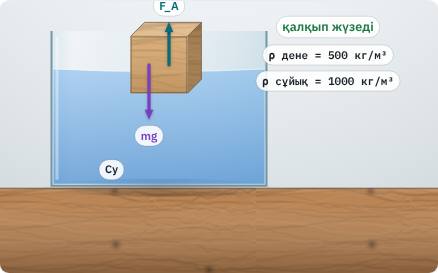 F_A
қалқып жүзеді
ρ дене = 500 кг/м³
ρ сұйық = 1000 кг/м³
mg
Су